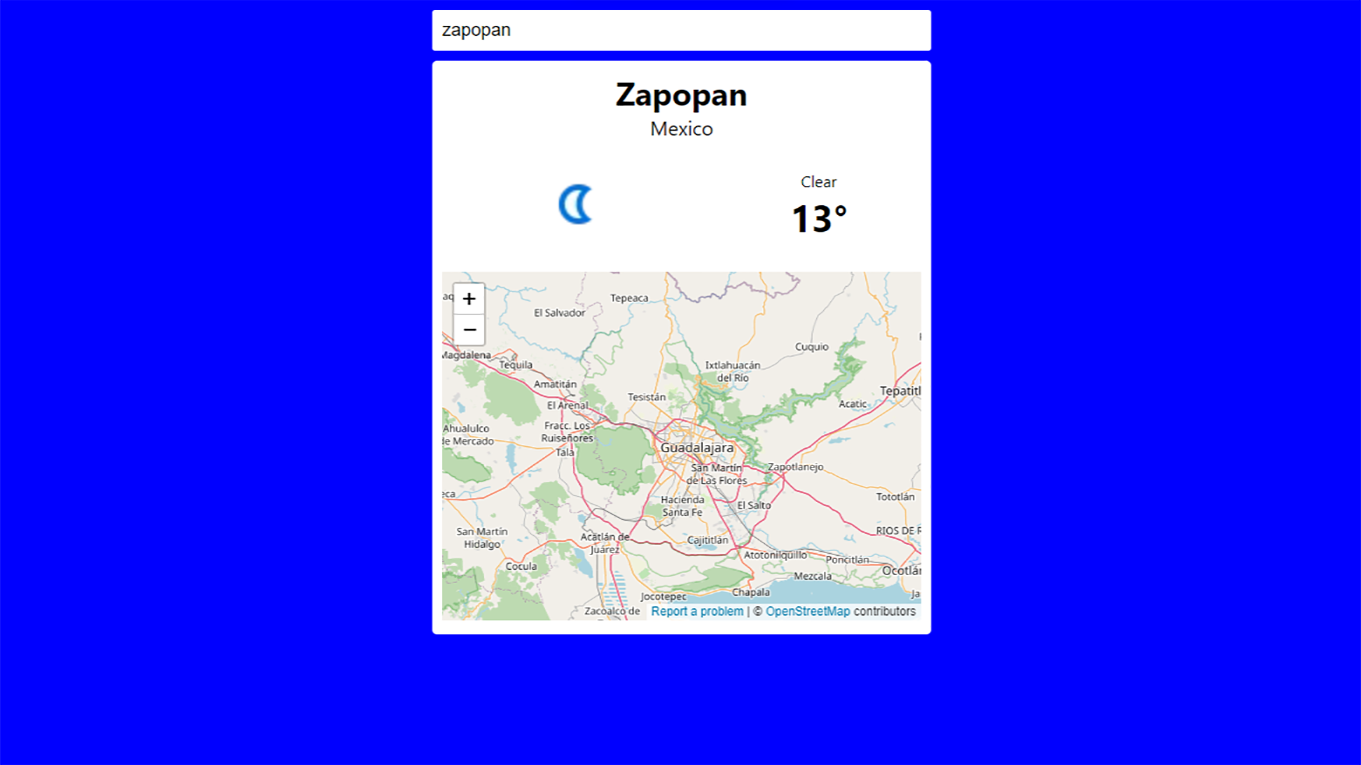 zapopan
Zapopan
Mexico
Clear
13°
+
−
Tepeaca
El Salvador
Cuquio
Magdalena
Tequila
Ixtlahuacán
del Río
Amatitán
Tepatitl
Tesistán
Acatic
El Arenal
Fracc. Los
Ruiseñores
Ahualulco
de Mercado
Tala
Guadalajara
San Martín
de Las Flores
Zapotlanejo
Hacienda
Santa Fe
Tototlán
El Salto
San Martín
Hidalgo
RIOS DE R
Acatlán de
Juárez
Cajititlán
Atotonilquillo
Poncitlán
Cocula
Ocotlán
Mezcala
Chapala
Jocotepec
Zacoalco de
Report a problem | © OpenStreetMap contributors